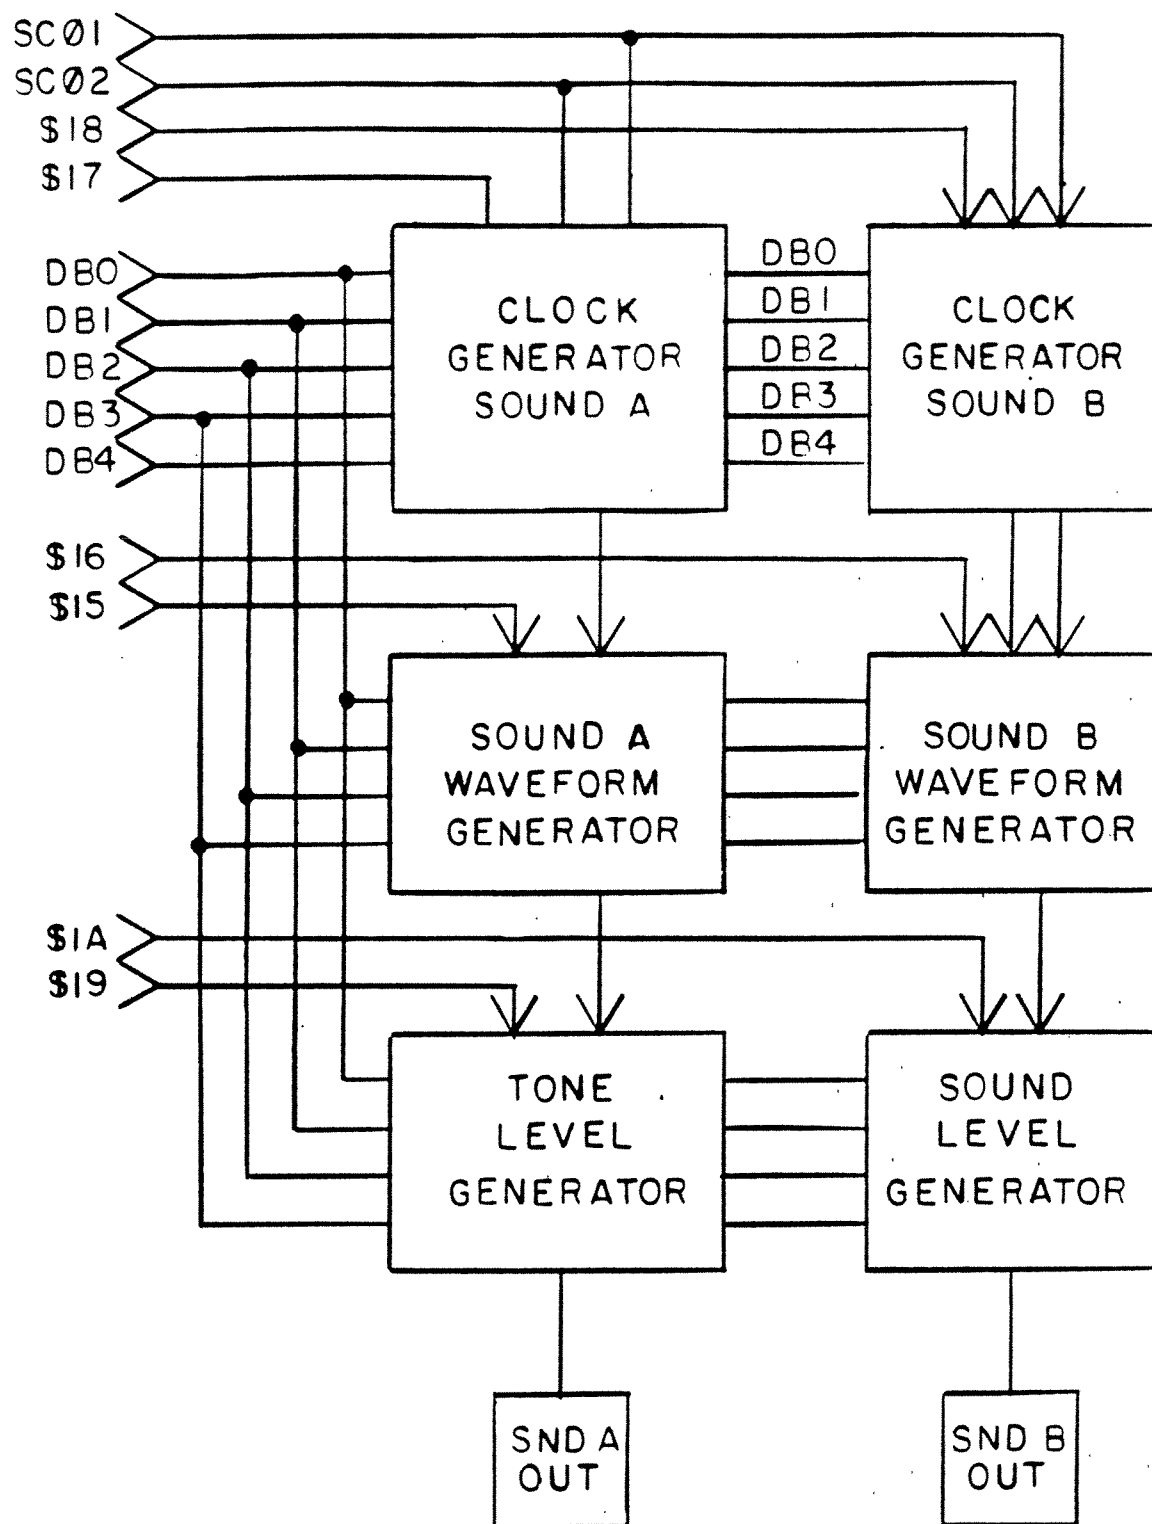 SCØ1
SCØ2
$18
$17
DBO
DB1
DB2
DB3
DB4
CLOCK
GENERATOR
SOUND A
DBO
DB1
DB2
DB3
DB4
CLOCK
GENERATOR
SOUND B
$16
$15
SOUND A
WAVEFORM
GENERATOR
SOUND B
WAVEFORM
GENERATOR
$1A
$19
TONE
LEVEL
GENERATOR
SOUND
LEVEL
GENERATOR
SND A
OUT
SND B
OUT